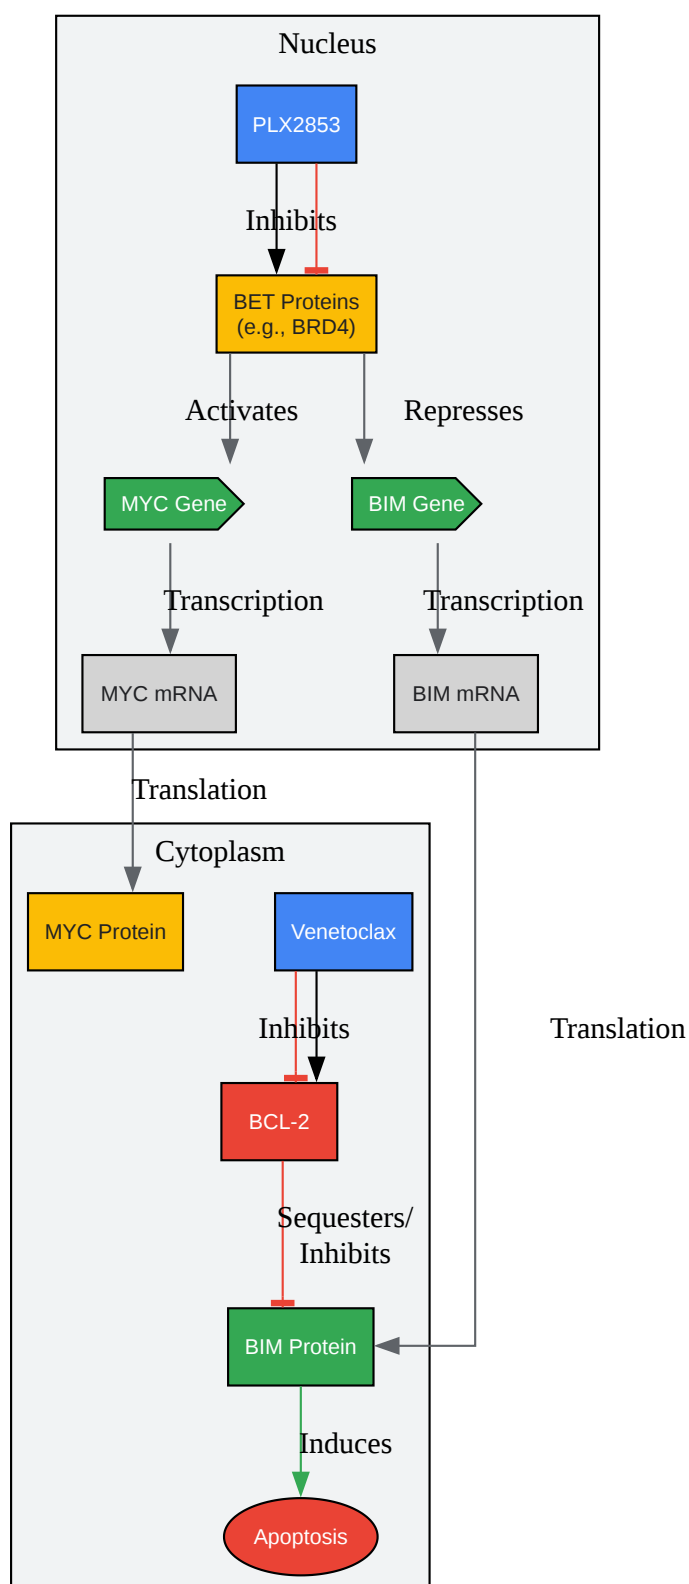 Nucleus
PLX2853
Inhibits
BET Proteins
(e.g., BRD4)
Activates
Represses
MYC Gene
BIM Gene
Transcription
Transcription
MYC mRNA
BIM mRNA
Translation
Cytoplasm
MYC Protein
Venetoclax
Inhibits
Translation
BCL-2
Sequesters/
Inhibits
BIM Protein
Induces
Apoptosis